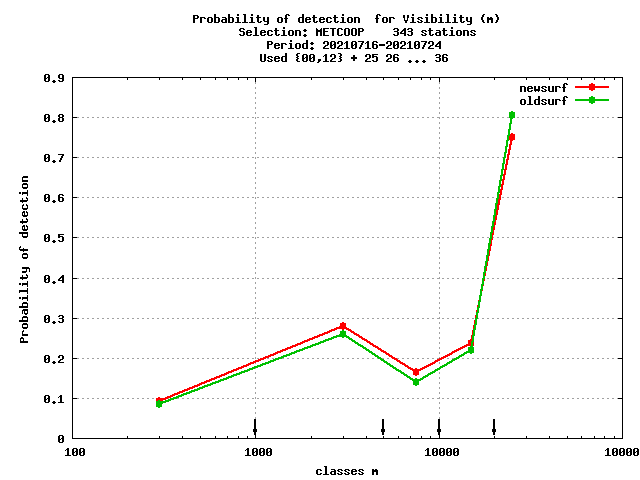 Probability of detection  for Visibility (m)
Selection: METCOOP    343 stations
Period: 20210716-20210724
Used {00,12} + 25 26 ... 36
newsurf
oldsurf
0.9
0.8
0.7
0.6
0.5
0.4
0.3
0.2
0.1
0
Probability of detection
100
1000
10000
10000
classes m